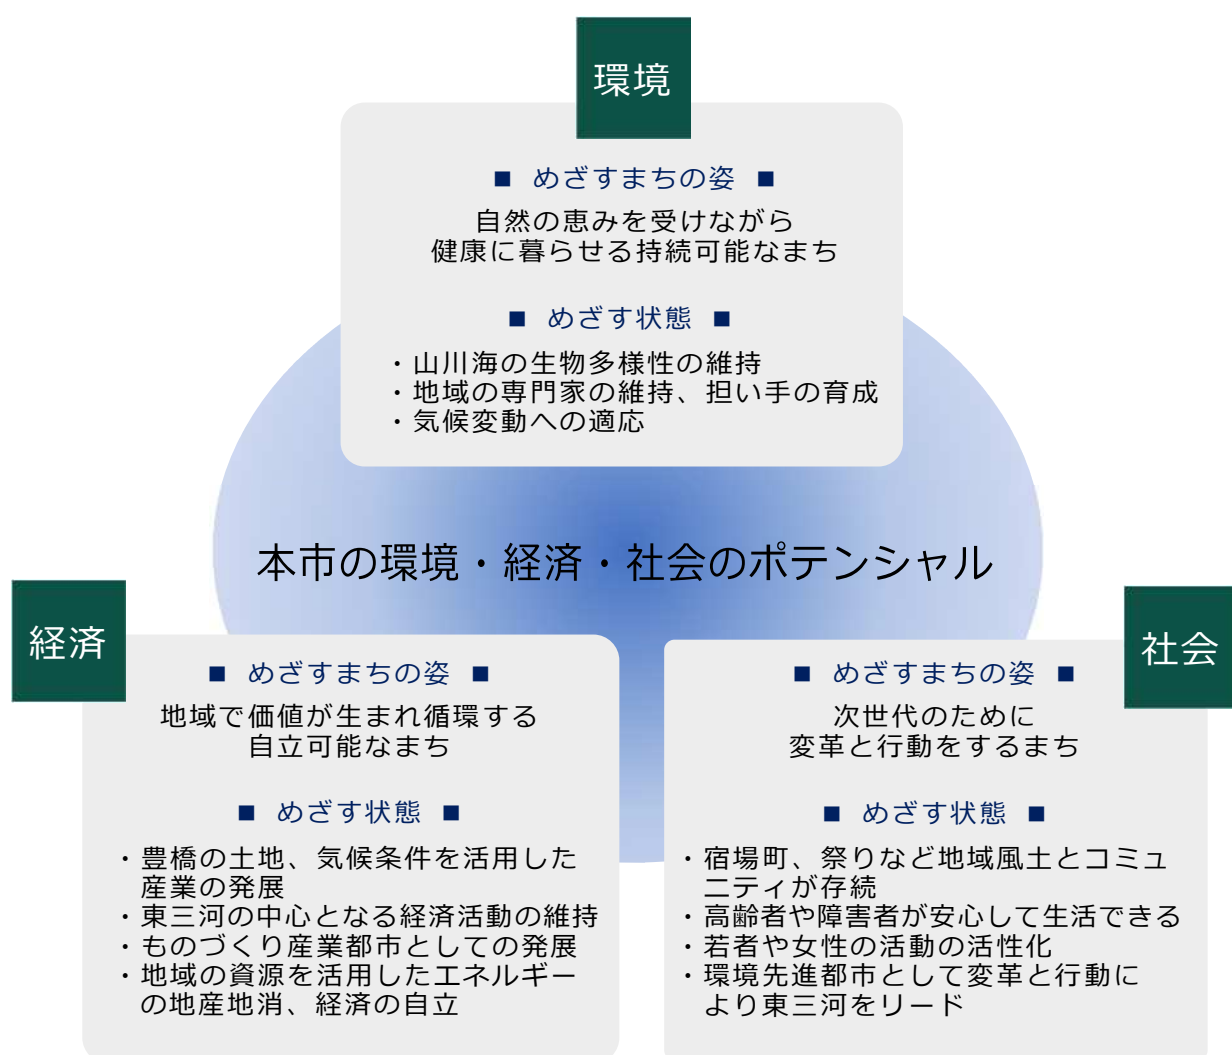 環境
■ めざすまちの姿 ■
自然の恵みを受けながら
健康に暮らせる持続可能なまち
■ めざす状態 ■
・山川海の生物多様性の維持
・地域の専門家の維持、担い手の育成
・気候変動への適応
本市の環境・経済・社会のポテンシャル
経済
■ めざすまちの姿 ■
地域で価値が生まれ循環する
自立可能なまち
■ めざす状態 ■
・豊橋の土地、気候条件を活用した
産業の発展
・東三河の中心となる経済活動の維持
・ものづくり産業都市としての発展
・地域の資源を活用したエネルギー
の地産地消、経済の自立
社会
■ めざすまちの姿 ■
次世代のために
変革と行動をするまち
■ めざす状態 ■
・宿場町、祭りなど地域風土とコミュ
ニティが存続
・高齢者や障害者が安心して生活できる
・若者や女性の活動の活性化
・環境先進都市として変革と行動に
より東三河をリード